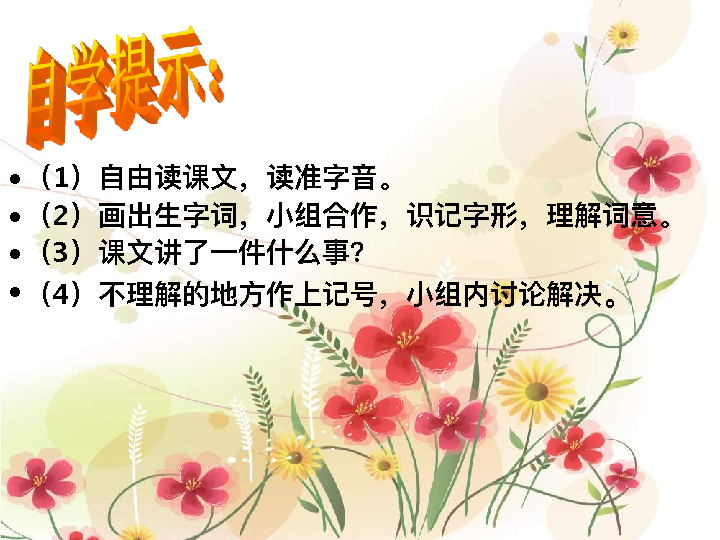 自学提示:
•（1）自由读课文，读准字音。
•（2）画出生字词，小组合作，识记字形，理解词意。
•（3）课文讲了一件什么事?
•（4）不理解的地方作上记号，小组内讨论解决。